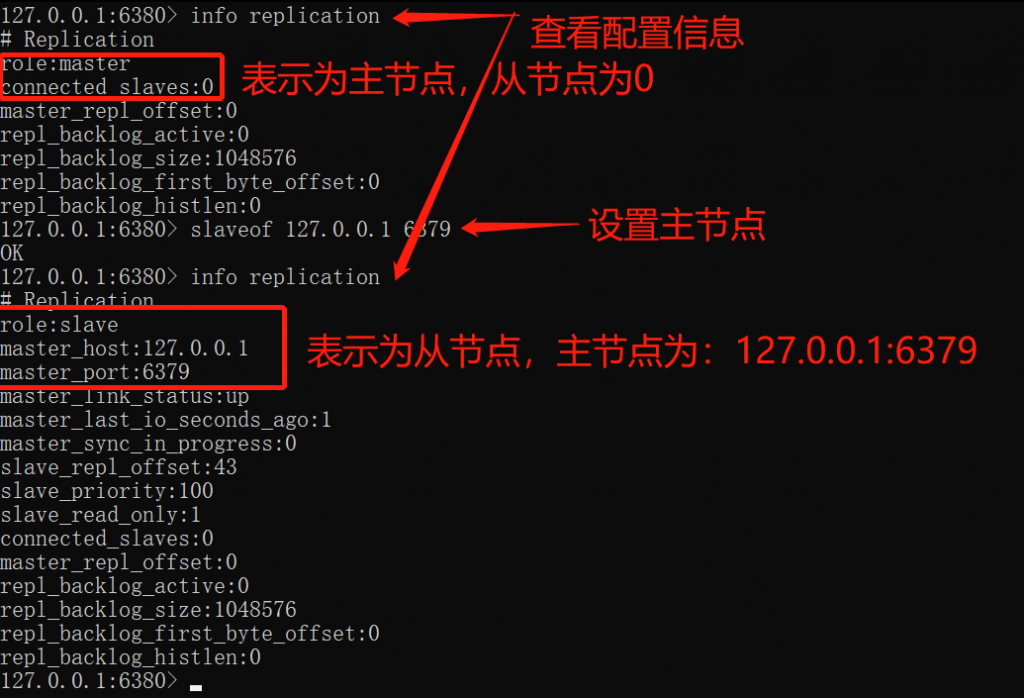 127.0.0.1:6380> info replication
查看配置信息
# Replication
role:master
connected_slaves:0
表示为主节点，从节点为0
master_repl_offset:0
repl_backlog_active:0
repl_backlog_size:1048576
repl_backlog_first_byte_offset:0
repl_backlog_histlen:0
127.0.0.1:6380> slaveof 127.0.0.1 6379
设置主节点
OK
127.0.0.1:6380> info replication
# Replication
role:slave
master_host:127.0.0.1
表示为从节点，主节点为：127.0.0.1:6379
master_port:6379
master_link_status:up
master_last_io_seconds_ago:1
master_sync_in_progress:0
slave_repl_offset:43
slave_priority:100
slave_read_only:1
connected_slaves:0
master_repl_offset:0
repl_backlog_active:0
repl_backlog_size:1048576
repl_backlog_first_byte_offset:0
repl_backlog_histlen:0
127.0.0.1:6380>